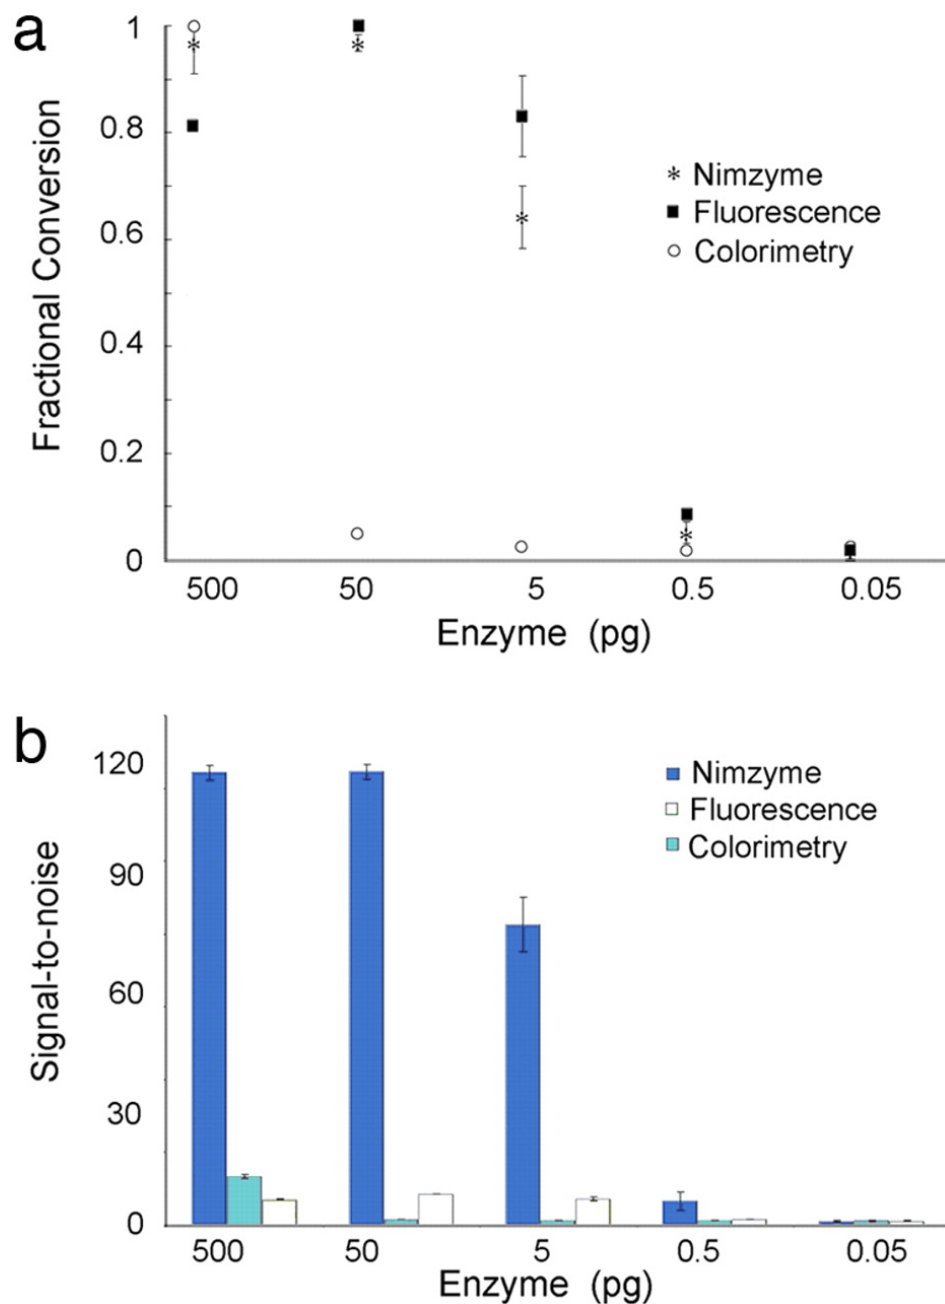 a
1
0.8
0.6
0.4
0.2
0
Fractional Conversion
* Nimzyme
Fluorescence
Colorimetry
500 50 5 0.5 0.05
Enzyme (pg)
b
120
90
60
30
0
Signal-to-noise
Nimzyme
Fluorescence
Colorimetry
500 50 5 0.5 0.05
Enzyme (pg)